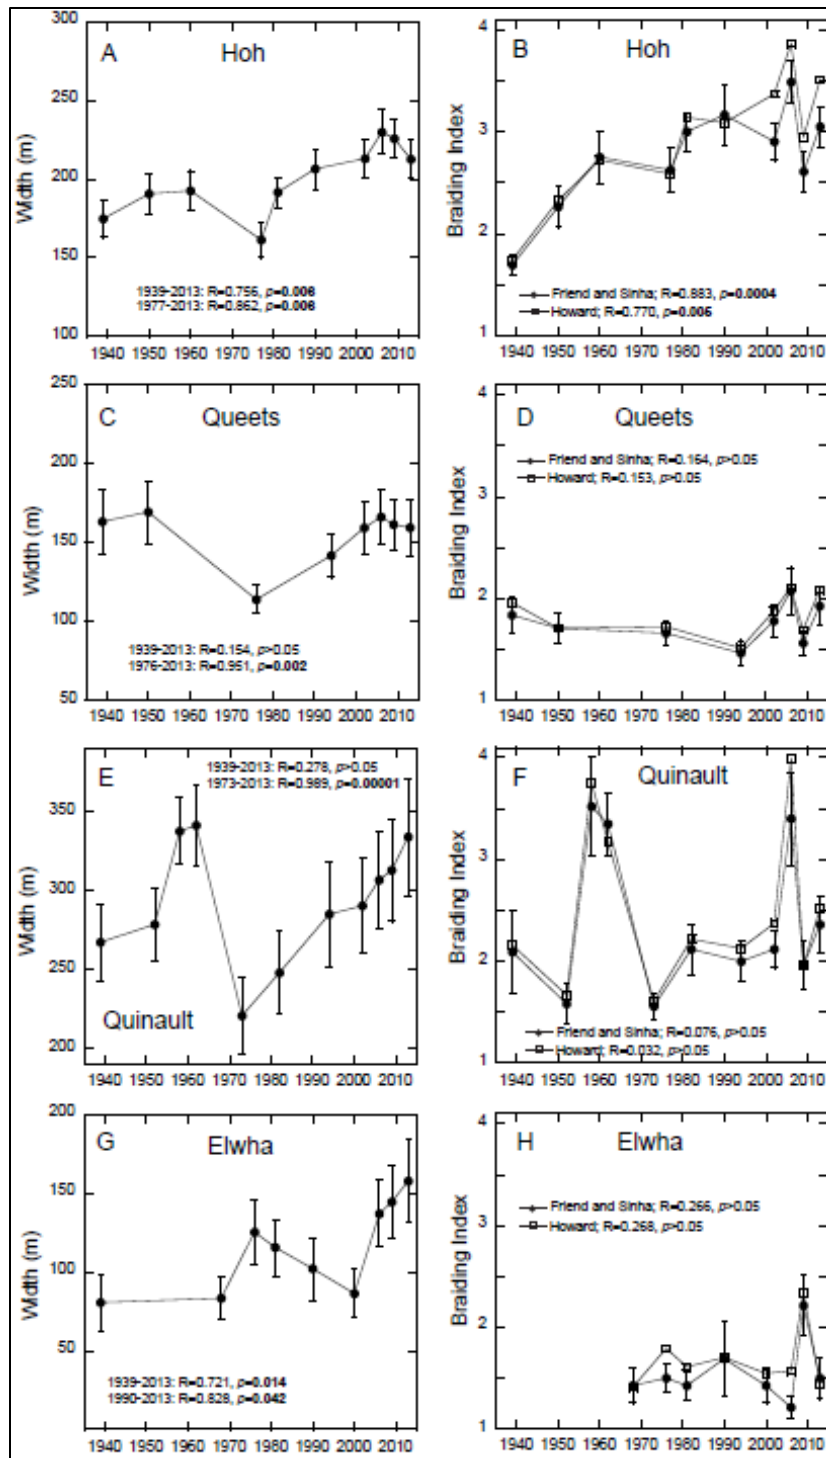 A Hoh
300
250
200
150
100
Width (m)
1939-2013: R=0.756, p=0.006
1977-2013: R=0.862, p=0.006
1940 1950 1960 1970 1980 1990 2000 2010
B Hoh
4
3
2
1
Braiding Index
Friend and Sinha; R=0.883, p=0.0004
Howard; R=0.770, p=0.006
1940 1950 1960 1970 1980 1990 2000 2010
C Queets
250
200
150
100
50
Width (m)
1939-2013: R=0.154, p>0.05
1976-2013: R=0.951, p=0.002
1940 1950 1960 1970 1980 1990 2000 2010
D Queets
4
3
2
1
Braiding Index
Friend and Sinha; R=0.164, p>0.05
Howard; R=0.153, p>0.05
1940 1950 1960 1970 1980 1990 2000 2010
E
1939-2013: R=0.278, p>0.05
1973-2013: R=0.989, p=0.00001
350
300
250
200
Width (m)
Quinault
1940 1950 1960 1970 1980 1990 2000 2010
F Quinault
4
3
2
1
Braiding Index
Friend and Sinha; R=0.076, p>0.05
Howard; R=0.032, p>0.05
1940 1950 1960 1970 1980 1990 2000 2010
G Elwha
200
150
100
50
Width (m)
1939-2013: R=0.721, p=0.014
1990-2013: R=0.828, p=0.042
1940 1950 1960 1970 1980 1990 2000 2010
H Elwha
4
3
2
1
Braiding Index
Friend and Sinha; R=0.266, p>0.05
Howard; R=0.268, p>0.05
1940 1950 1960 1970 1980 1990 2000 2010